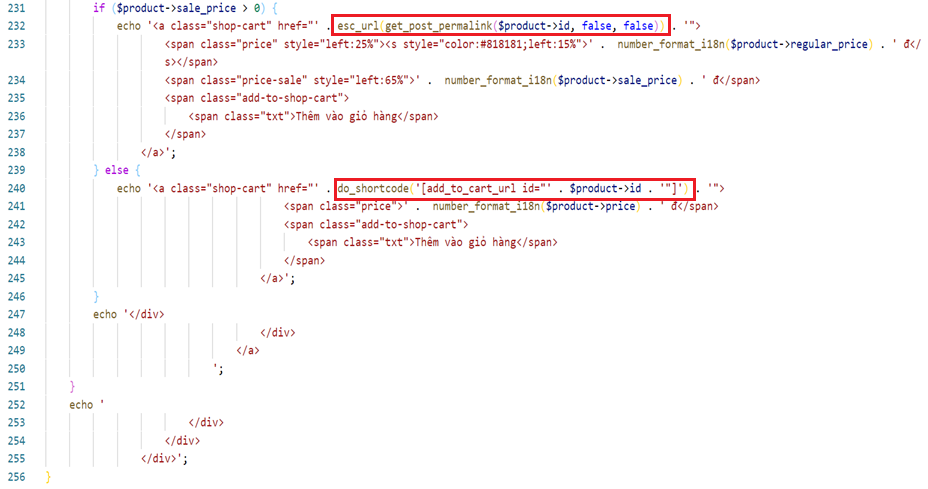 231 if ($product->sale_price > 0) {
232 echo '<a class="shop-cart" href="' . esc_url(get_post_permalink($product->id, false, false)) . '">
233 <span class="price" style="left:25%"><s style="color:#818181;left:15%">' . number_format_i18n($product->regular_price) . ' đ</
s></span>
234 <span class="price-sale" style="left:65%">' . number_format_i18n($product->sale_price) . ' đ</span>
235 <span class="add-to-shop-cart">
236 <span class="txt">Thêm vào giỏ hàng</span>
237 </span>
238 </a>';
239 } else {
240 echo '<a class="shop-cart" href="' . do_shortcode('[add_to_cart_url id="' . $product->id . '"]') . '">
241 <span class="price">' . number_format_i18n($product->price) . ' đ</span>
242 <span class="add-to-shop-cart">
243 <span class="txt">Thêm vào giỏ hàng</span>
244 </span>
245 </a>';
246 }
247 echo '</div>
248 </div>
249 </a>
250 ';
251 }
252 echo '
253 </div>
254 </div>
255 </div>';
256 }